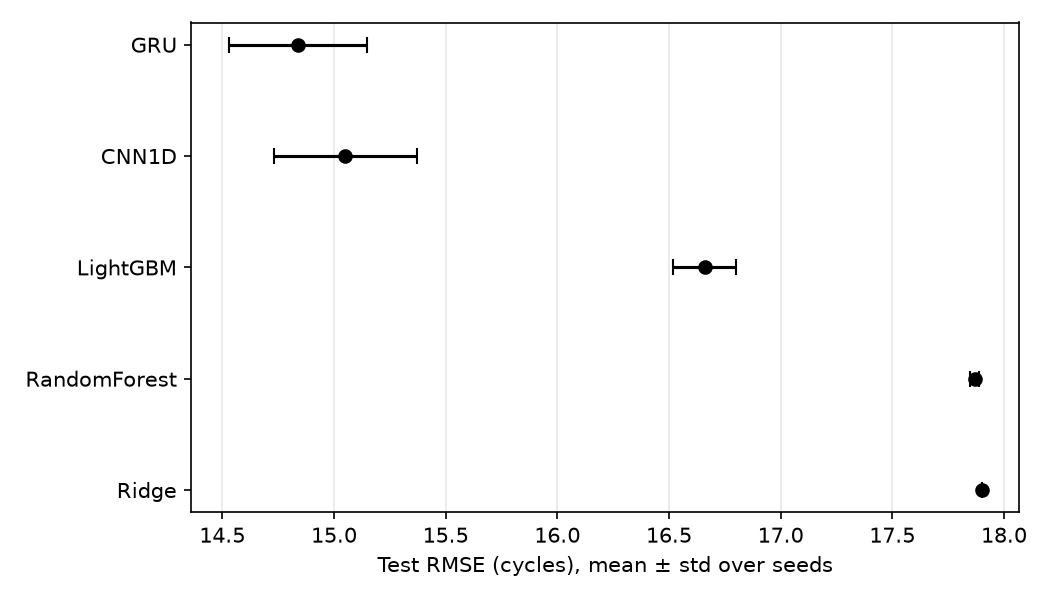 GRU
CNN1D
LightGBM
RandomForest
Ridge
14.5 15.0 15.5 16.0 16.5 17.0 17.5 18.0
Test RMSE (cycles), mean ± std over seeds